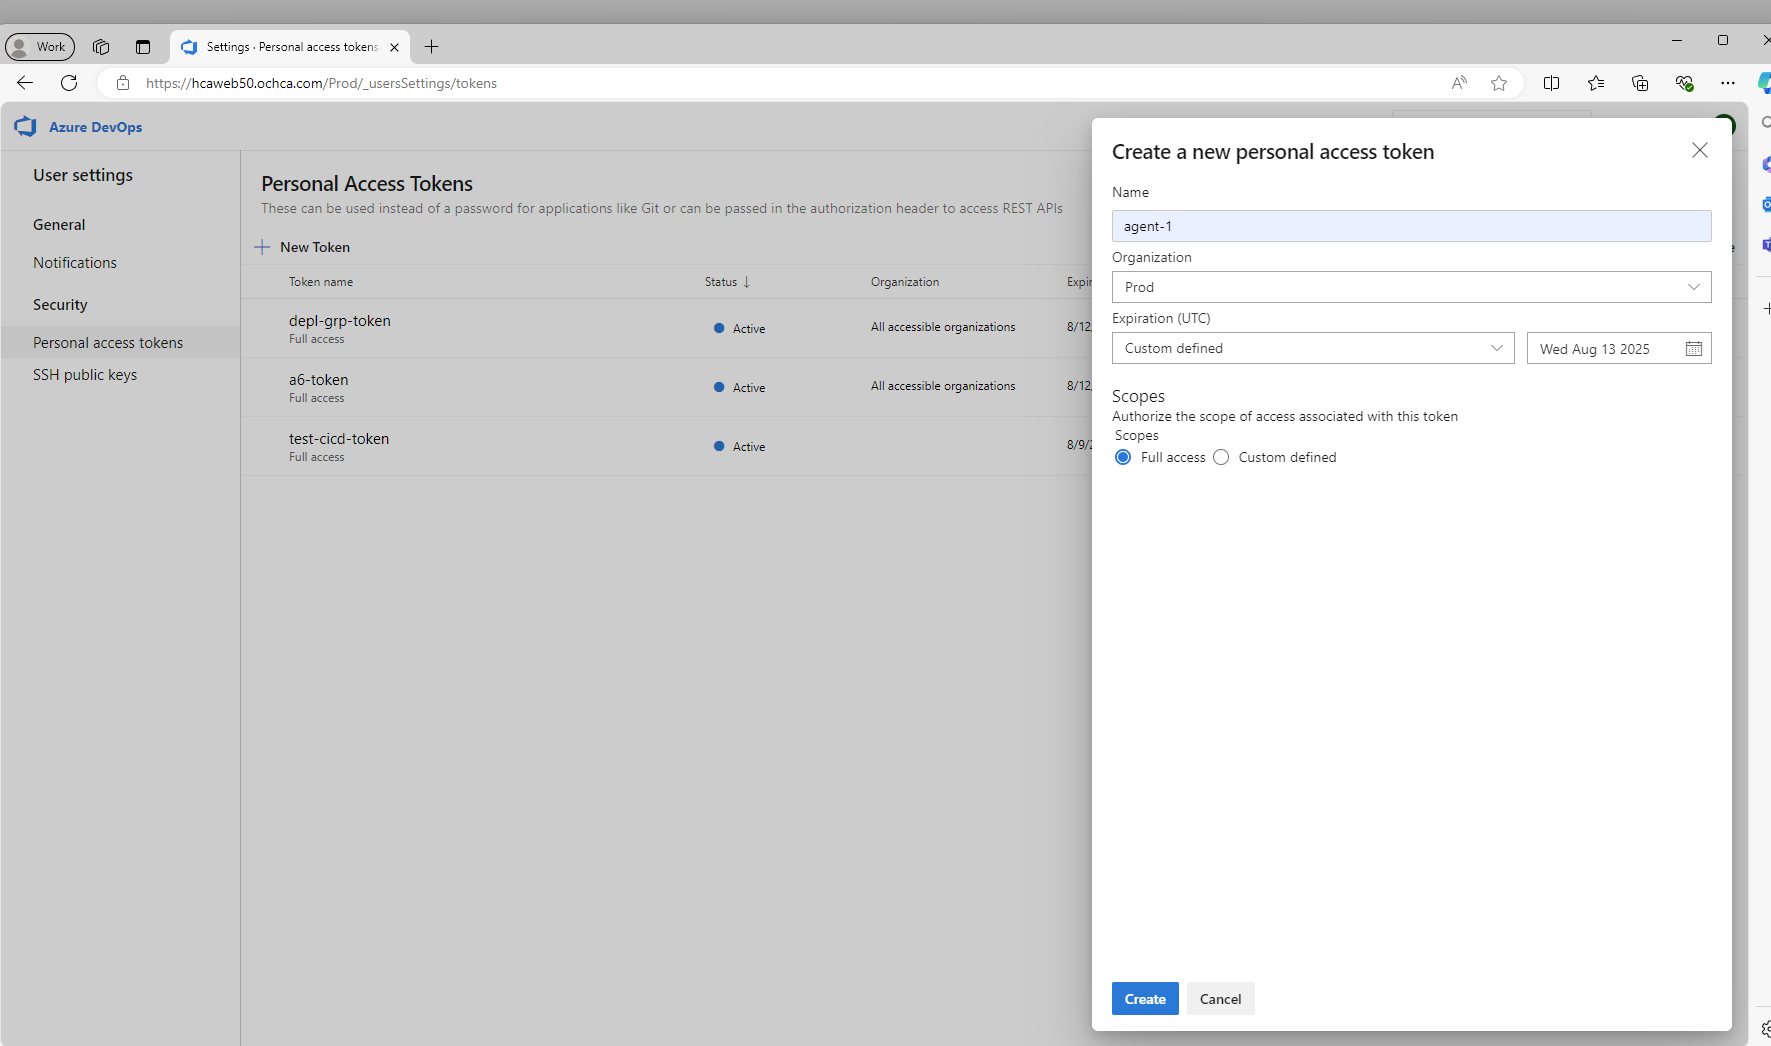 Work
Settings · Personal access tokens
https://hcaweb50.ochca.com/Prod/_usersSettings/tokens
Azure DevOps
User settings
General
Notifications
Security
Personal access tokens
SSH public keys
Personal Access Tokens
These can be used instead of a password for applications like Git or can be passed in the authorization header to access REST APIs
New Token
Token name Status ↓ Organization
depl-grp-token
Full access
Active All accessible organizations 8/12
a6-token
Full access
Active All accessible organizations 8/12
test-cicd-token
Full access
Active 8/9/
Create a new personal access token
Name
agent-1
Organization
Prod
Expiration (UTC)
Custom defined Wed Aug 13 2025
Scopes
Authorize the scope of access associated with this token
Scopes
Full access Custom defined
Create Cancel